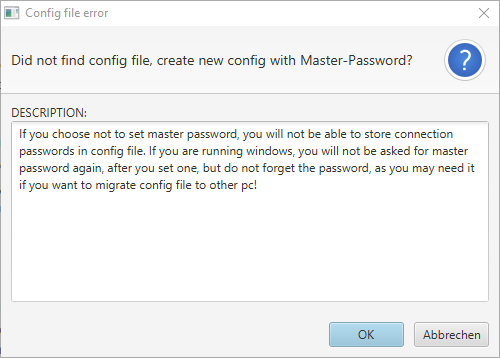 Config file error
Did not find config file, create new config with Master-Password?
?
DESCRIPTION:
If you choose not to set master password, you will not be able to store connection
passwords in config file. If you are running windows, you will not be asked for master
password again, after you set one, but do not forget the password, as you may need it
if you want to migrate config file to other pc!
OK
Abbrechen